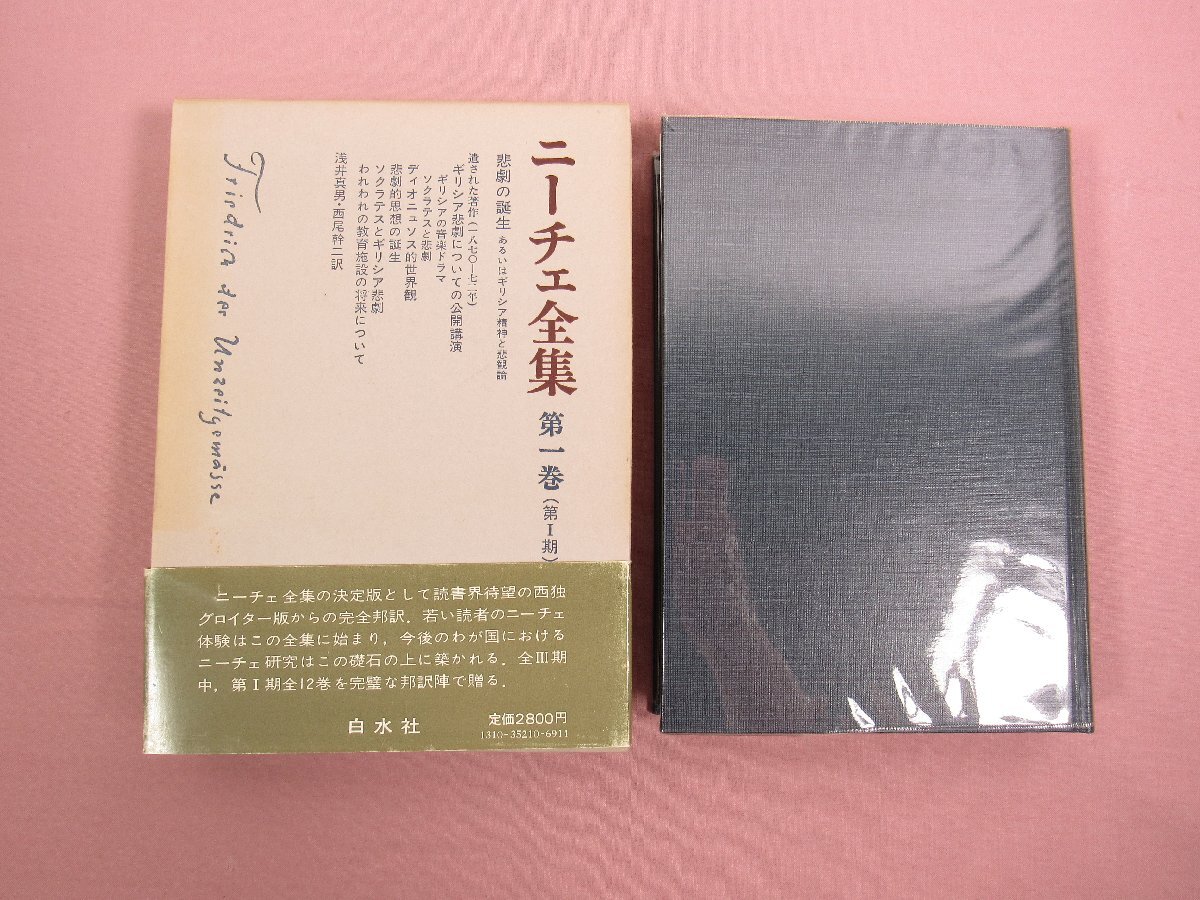 ニーチェ全集 第一巻(第Ⅰ期)
悲劇の誕生 あるいはギリシア精神と悲観論
遺された著作(一八七〇―七二年)
ギリシア悲劇についての公開講演
ギリシアの音楽ドラマ
ソクラテスと悲劇
ディオニュソス的世界観
悲劇的思想の誕生
ソクラテスとギリシア悲劇
われわれの教育施設の将来について
浅井真男・西尾幹二訳
Friedrich der Unzeitgemässe
ニーチェ全集の決定版として読書界待望の西独
グロイター版からの完全邦訳．若い読者のニーチェ
体験はこの全集に始まり，今後のわが国における
ニーチェ研究はこの礎石の上に築かれる．全Ⅲ期
中，第Ⅰ期全12巻を完璧な邦訳陣で贈る．
白水社
定価2800円
1310-35210-6911